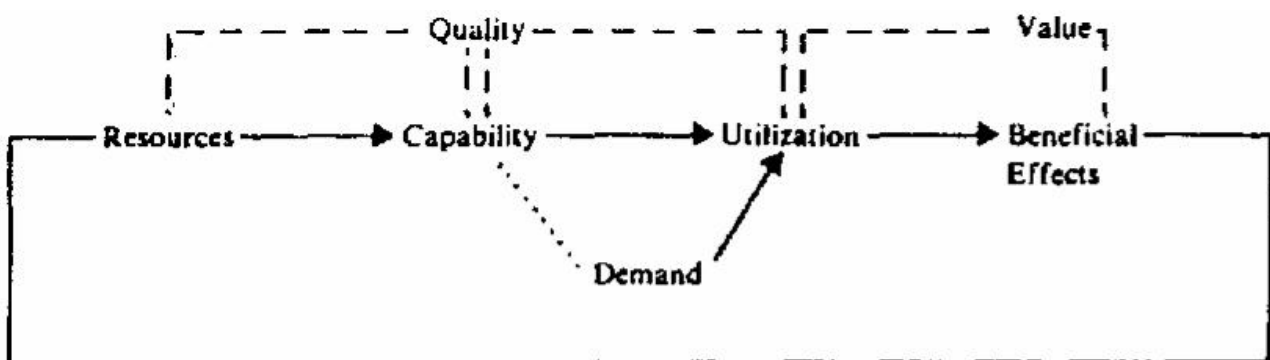 Quality Value
Resources Capability Utilization Beneficial
Effects
Demand